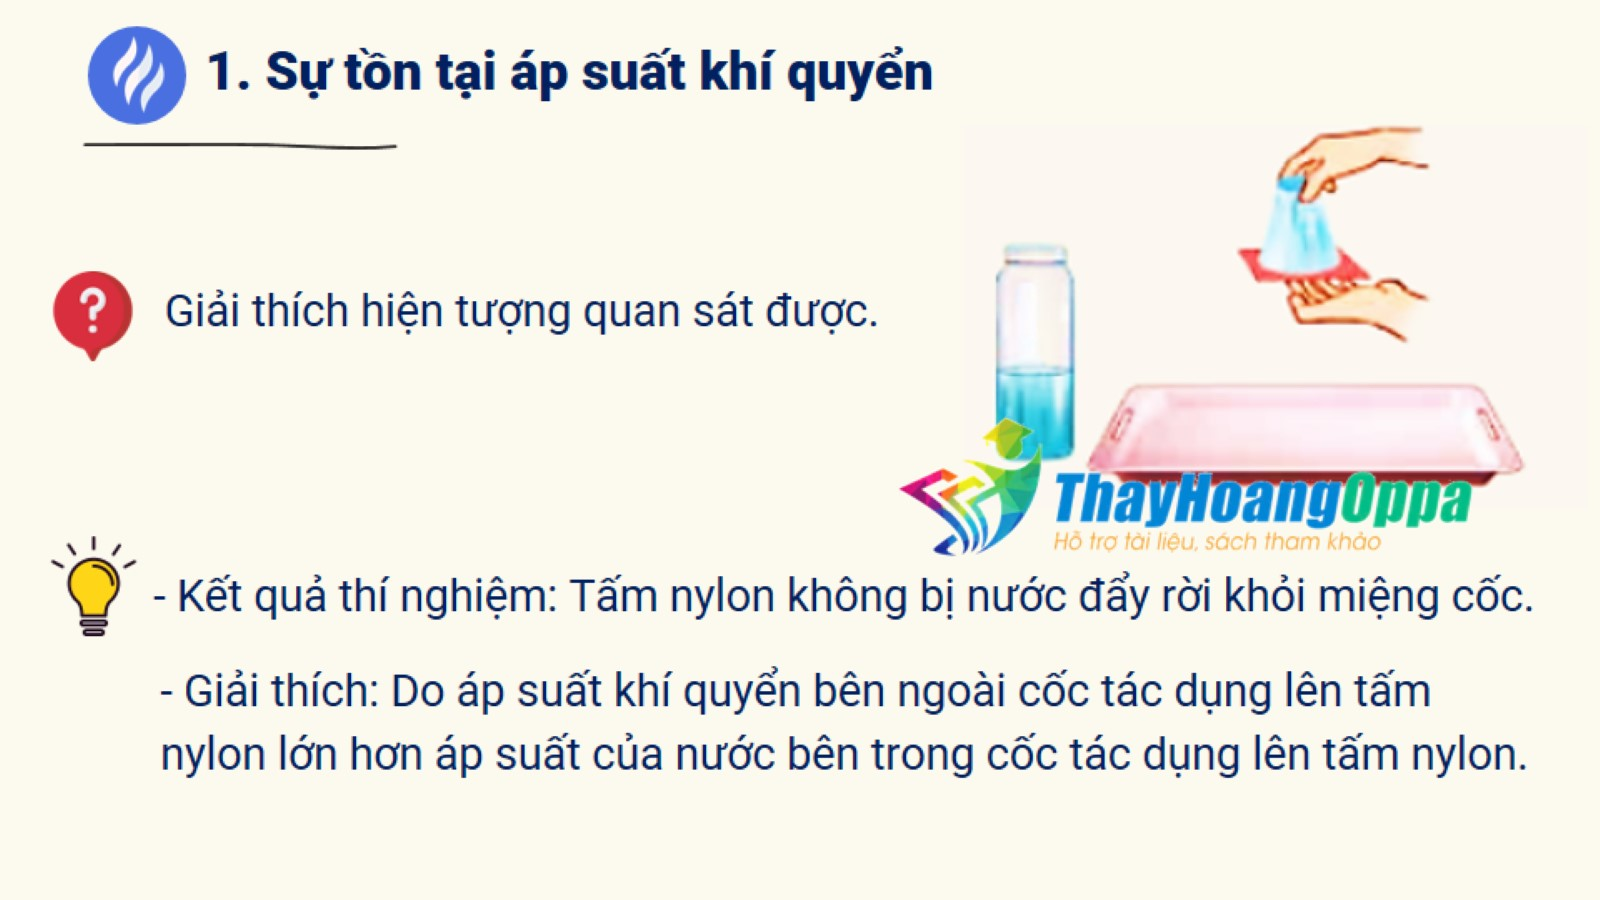 1. Sự tồn tại áp suất khí quyển
?
Giải thích hiện tượng quan sát được.
ThayHoangOppa
Hỗ trợ tài liệu, sách tham khảo
- Kết quả thí nghiệm: Tấm nylon không bị nước đẩy rời khỏi miệng cốc.
- Giải thích: Do áp suất khí quyển bên ngoài cốc tác dụng lên tấm
nylon lớn hơn áp suất của nước bên trong cốc tác dụng lên tấm nylon.